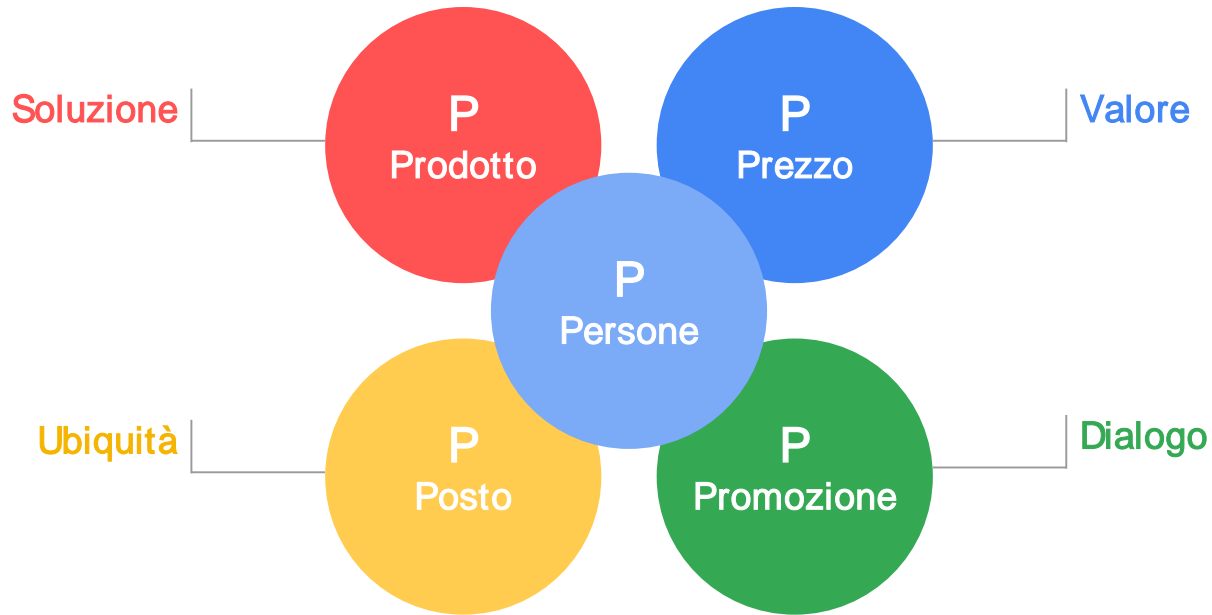 Soluzione
P
Prodotto
P
Prezzo
Valore
P
Persone
Ubiquità
P
Posto
P
Promozione
Dialogo